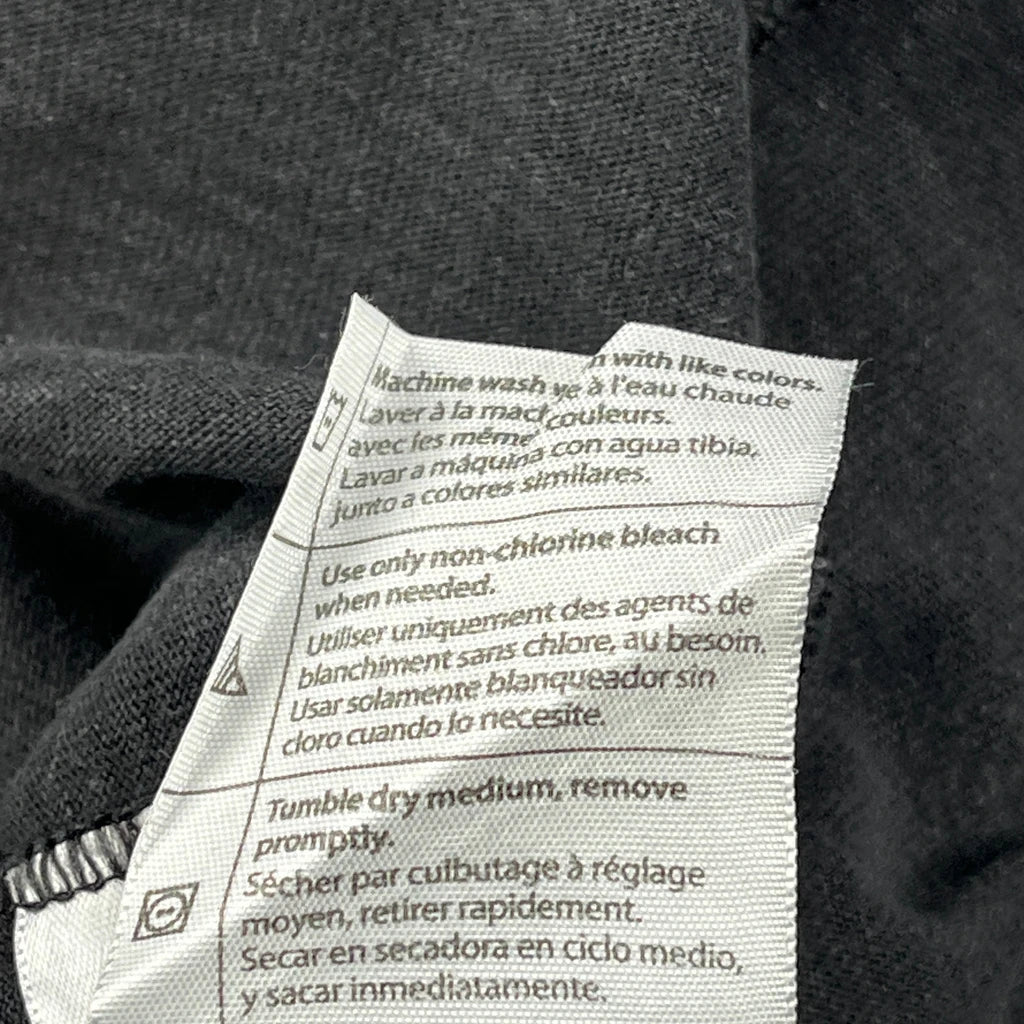 Machine wash with like colors.
Laver à la mach à l'eau chaude
avec les même couleurs.
Lavar a máquina con agua tibia,
junto a colores similares.
Use only non-chlorine bleach
when needed.
Utiliser uniquement des agents de
blanchiment sans chlore, au besoin.
Usar solamente blanqueador sin
cloro cuando lo necesite.
Tumble dry medium, remove
promptly.
Sécher par culbutage à réglage
moyen, retirer rapidement.
Secar en secadora en ciclo medio,
y sacar inmediatamente.